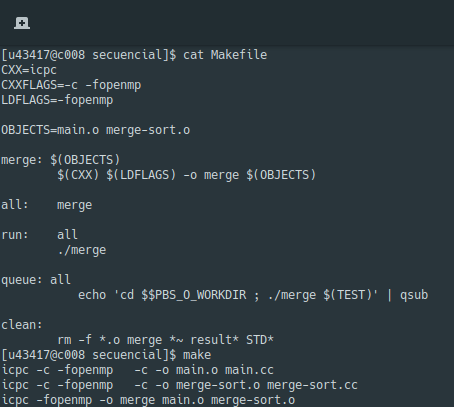 [u43417@c008 secuencial]$ cat Makefile
CXX=icpc
CXXFLAGS=-c -fopenmp
LDFLAGS=-fopenmp

OBJECTS=main.o merge-sort.o

merge: $(OBJECTS)
        $(CXX) $(LDFLAGS) -o merge $(OBJECTS)

all:    merge

run:    all
        ./merge

queue: all
           echo 'cd $$PBS_O_WORKDIR ; ./merge $(TEST)' | qsub

clean:
        rm -f *.o merge *~ result* STD*
[u43417@c008 secuencial]$ make
icpc -c -fopenmp   -c -o main.o main.cc
icpc -c -fopenmp   -c -o merge-sort.o merge-sort.cc
icpc -fopenmp -o merge main.o merge-sort.o